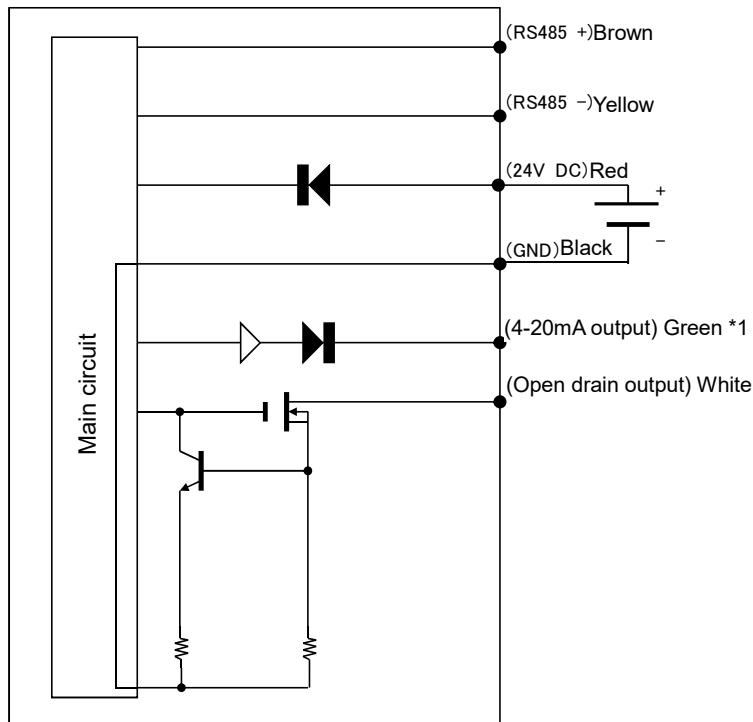 (RS485 +)Brown
(RS485 -)Yellow
(24V DC)Red
+
−
(GND)Black
(4-20mA output) Green *1
(Open drain output) White
Main circuit